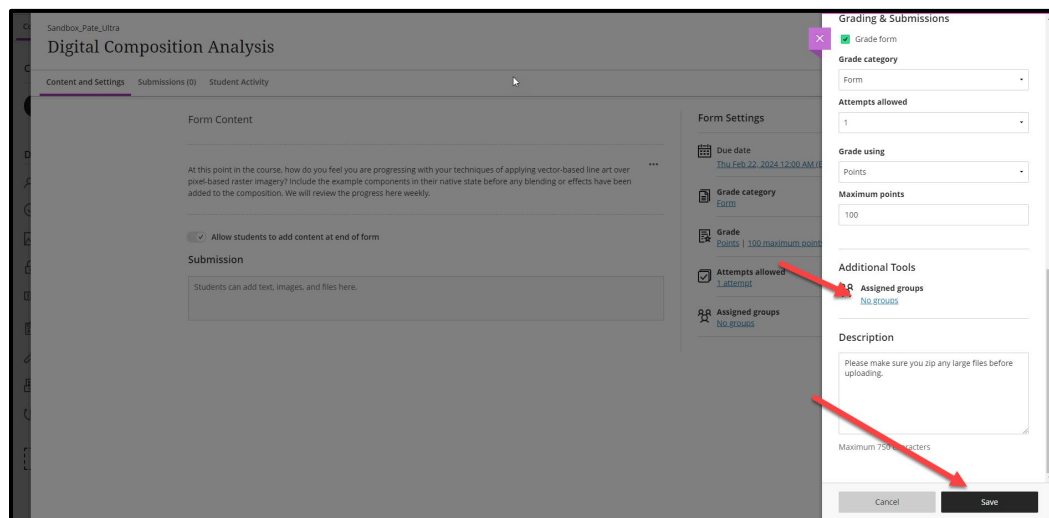 Sandbox_Pate_Ultra
Digital Composition Analysis
Content and Settings Submissions (0) Student Activity
Form Content
At this point in the course, how do you feel you are progressing with your techniques of applying vector-based line art over
pixel-based raster imagery? Include the example components in their native state before any blending or effects have been
added to the composition. We will review the progress here weekly.
Allow students to add content at end of form
Submission
Students can add text, images, and files here.
Form Settings
Due date
Thu Feb 22, 2024 12:00 AM (E
Grade category
Form
Grade
Points | 100 maximum points
Attempts allowed
1 attempt
Assigned groups
No groups
Grading & Submissions
Grade form
Grade category
Form
Attempts allowed
1
Grade using
Points
Maximum points
100
Additional Tools
Assigned groups
No groups
Description
Please make sure you zip any large files before
uploading.
Maximum 750 characters
Cancel Save